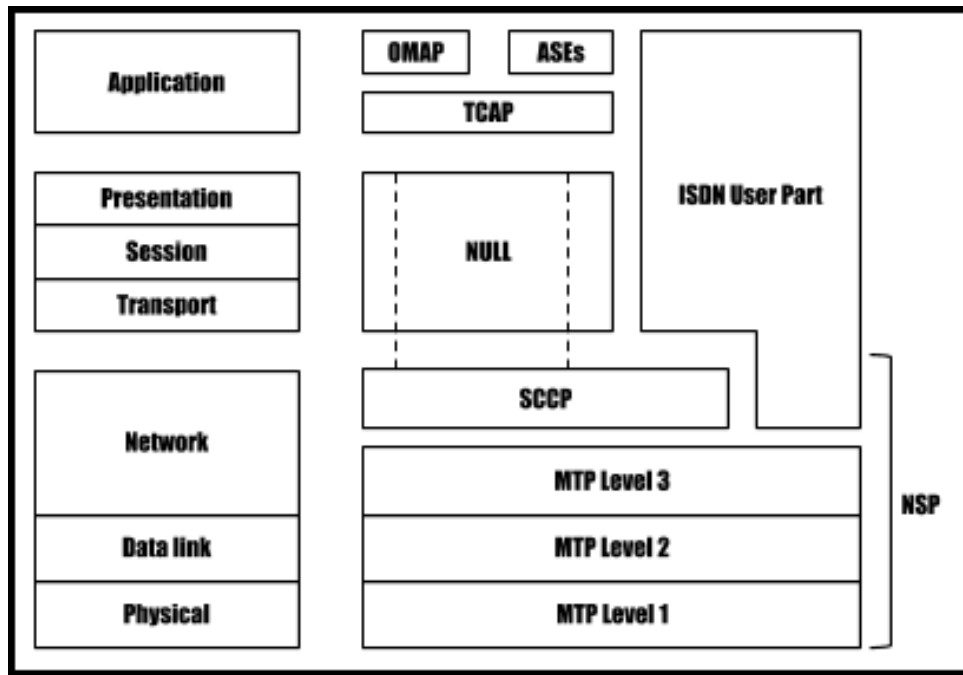 Application
Presentation
Session
Transport
Network
Data link
Physical
OMAP
ASEs
TCAP
NULL
SCCP
MTP Level 3
MTP Level 2
MTP Level 1
ISDN User Part
NSP